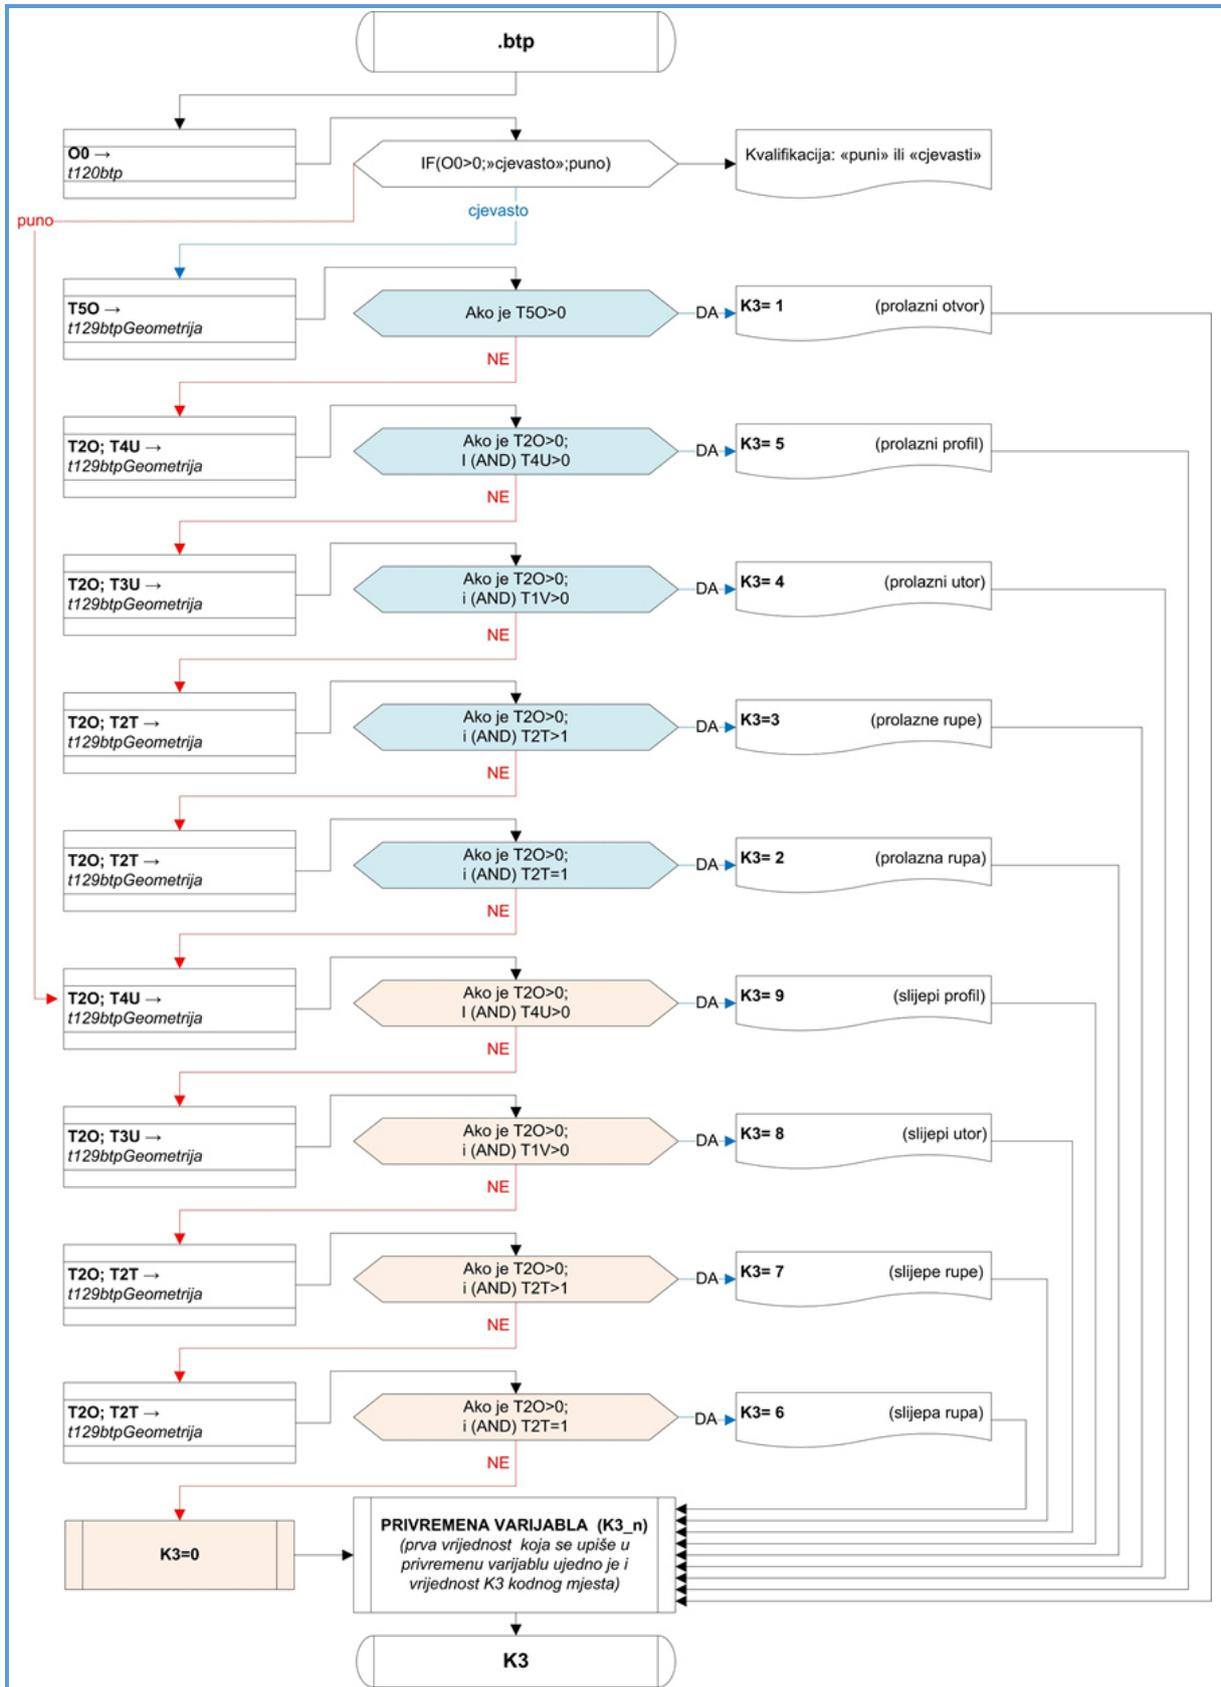 .btp
O0 →
t120btp
IF(O0>0;»cjevasto»;puno)
Kvalifikacija: «puni» ili «cjevasti»
puno
cjevasto
T5O →
t129btpGeometrija
Ako je T5O>0
DA
K3= 1 (prolazni otvor)
NE
T2O; T4U →
t129btpGeometrija
Ako je T2O>0;
I (AND) T4U>0
DA
K3= 5 (prolazni profil)
NE
T2O; T3U →
t129btpGeometrija
Ako je T2O>0;
i (AND) T1V>0
DA
K3= 4 (prolazni utor)
NE
T2O; T2T →
t129btpGeometrija
Ako je T2O>0;
i (AND) T2T>1
DA
K3=3 (prolazne rupe)
NE
T2O; T2T →
t129btpGeometrija
Ako je T2O>0;
i (AND) T2T=1
DA
K3= 2 (prolazna rupa)
NE
T2O; T4U →
t129btpGeometrija
Ako je T2O>0;
I (AND) T4U>0
DA
K3= 9 (slijepi profil)
NE
T2O; T3U →
t129btpGeometrija
Ako je T2O>0;
i (AND) T1V>0
DA
K3= 8 (slijepi utor)
NE
T2O; T2T →
t129btpGeometrija
Ako je T2O>0;
i (AND) T2T>1
DA
K3= 7 (slijepe rupe)
NE
T2O; T2T →
t129btpGeometrija
Ako je T2O>0;
i (AND) T2T=1
DA
K3= 6 (slijepa rupa)
NE
K3=0
PRIVREMENA VARIJABLA (K3_n)
(prva vrijednost koja se upiše u
privremenu varijablu ujedno je i
vrijednost K3 kodnog mjesta)
K3